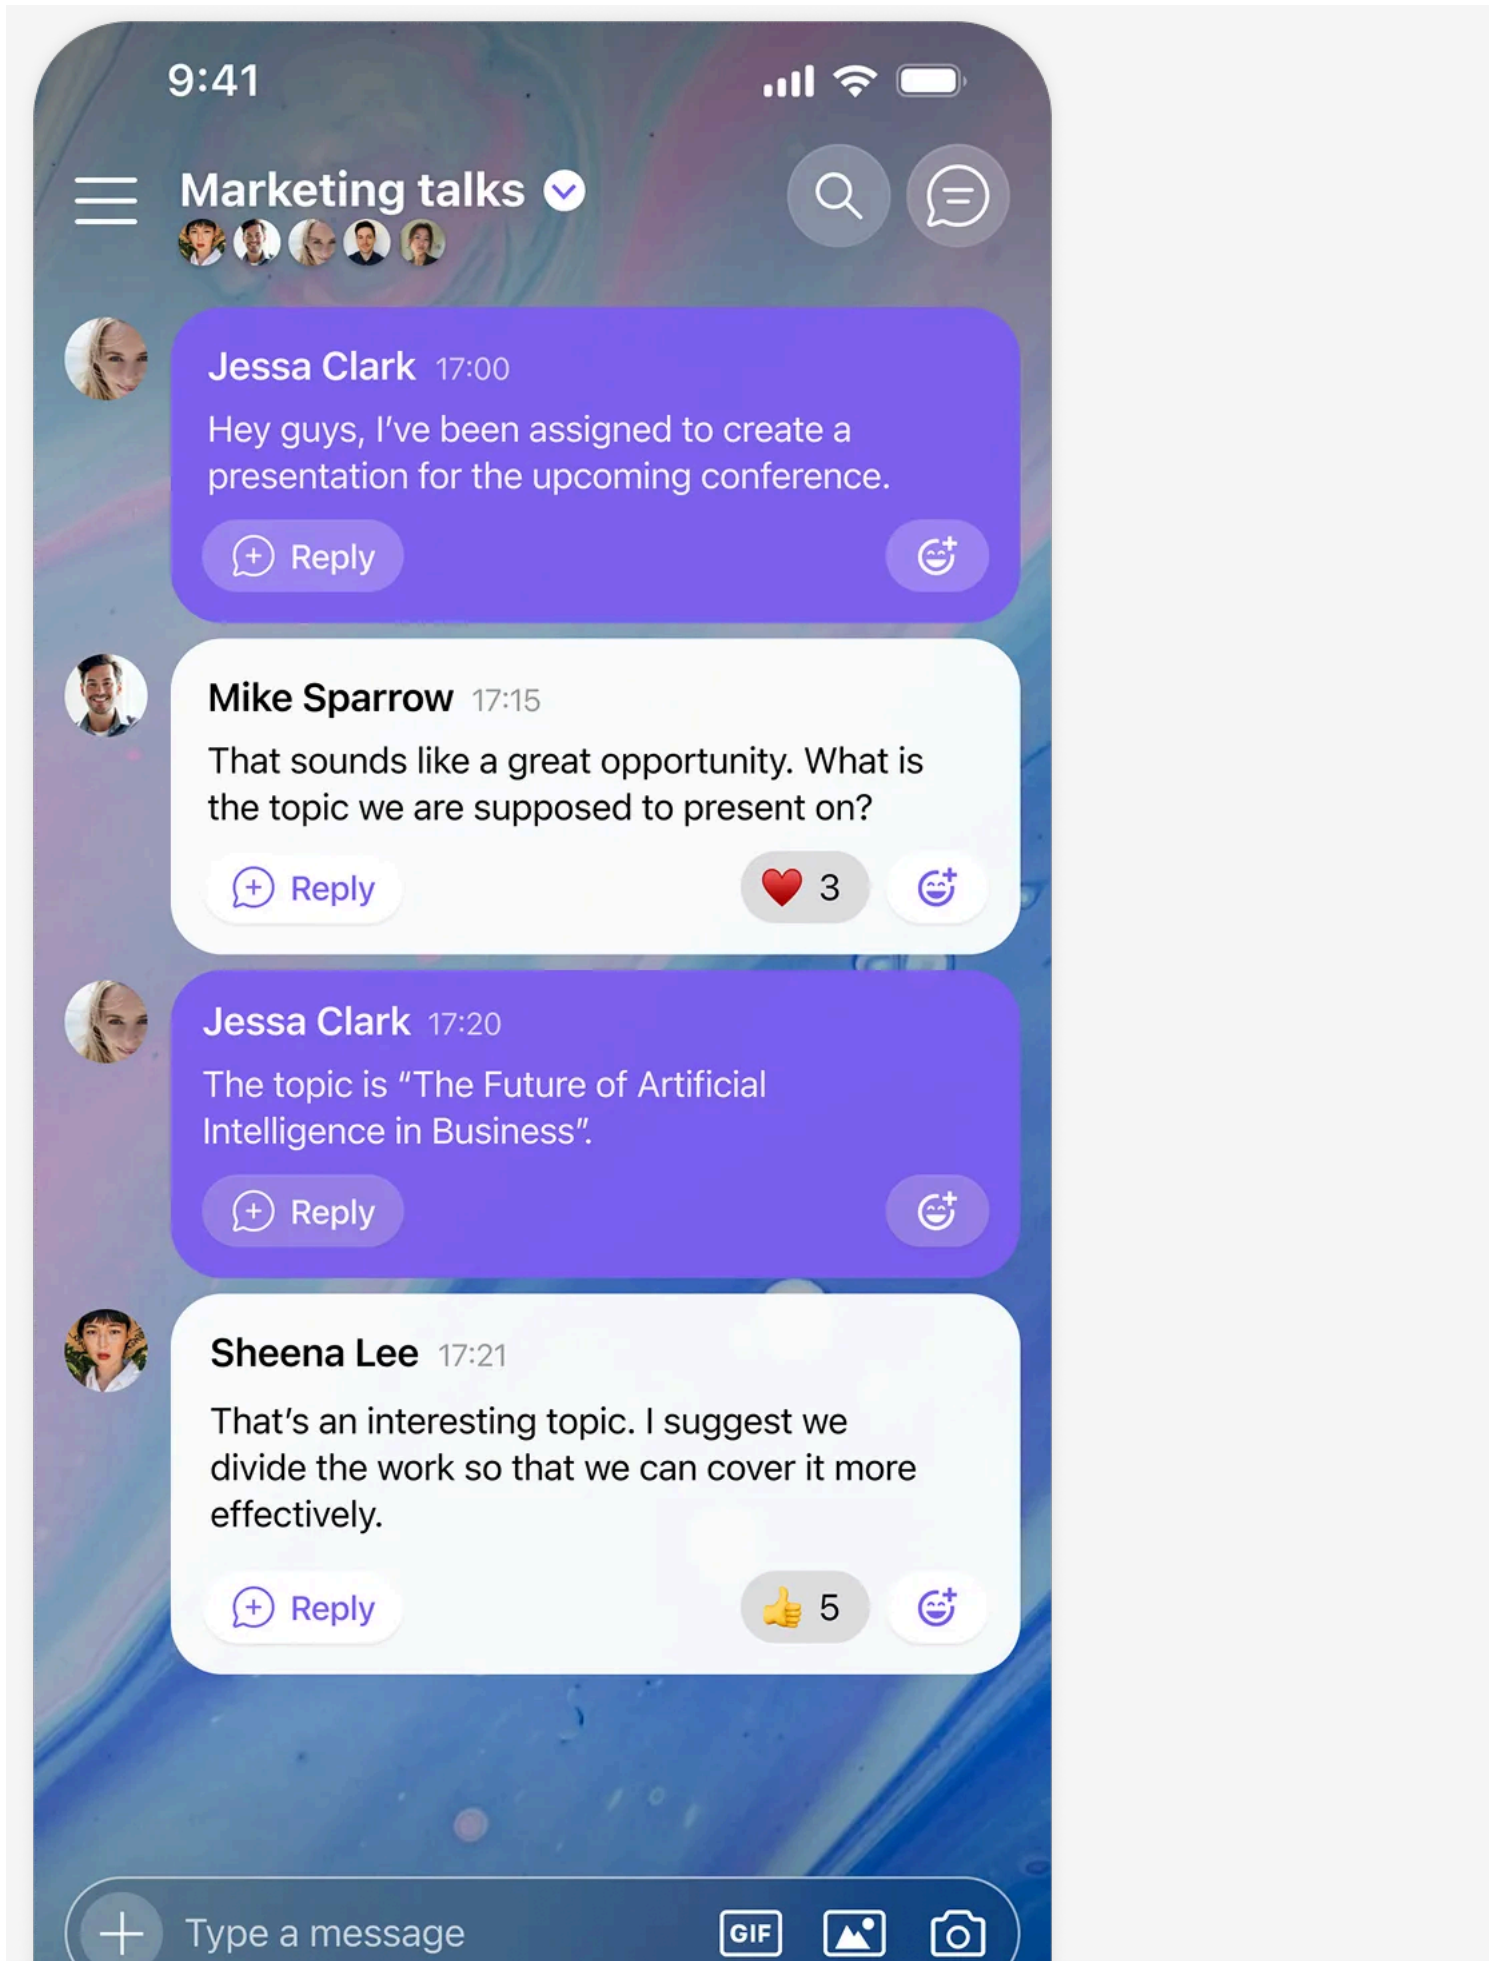 9:41
Marketing talks
Jessa Clark 17:00
Hey guys, I’ve been assigned to create a
presentation for the upcoming conference.
Reply
Mike Sparrow 17:15
That sounds like a great opportunity. What is
the topic we are supposed to present on?
Reply
3
Jessa Clark 17:20
The topic is “The Future of Artificial
Intelligence in Business”.
Reply
Sheena Lee 17:21
That’s an interesting topic. I suggest we
divide the work so that we can cover it more
effectively.
Reply
5
Type a message
GIF